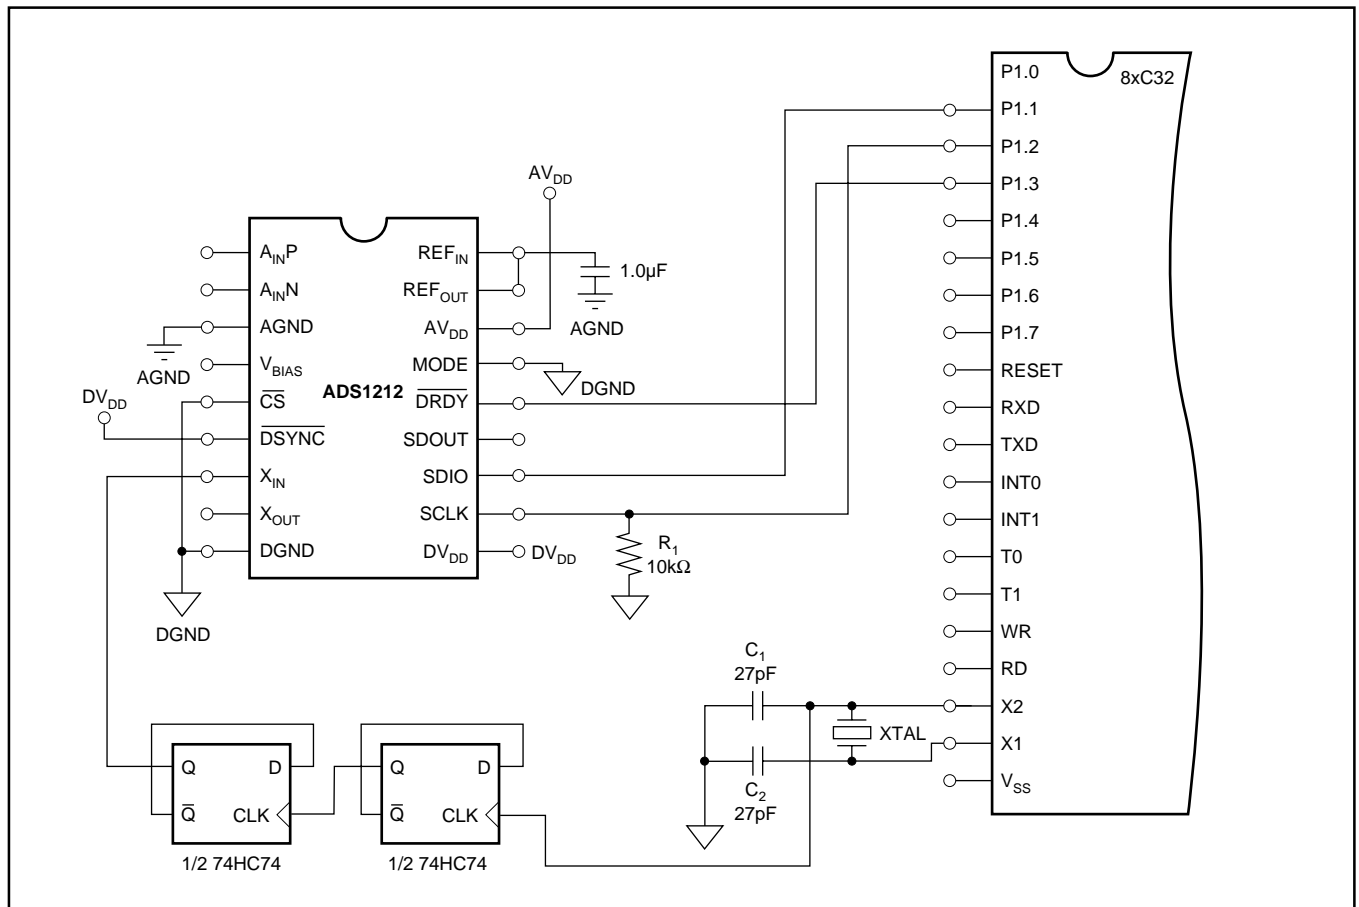 8xC32
P1.0
P1.1
P1.2
P1.3
P1.4
P1.5
P1.6
P1.7
RESET
RXD
TXD
INT0
INT1
T0
T1
WR
RD
X2
X1
VSS
AVDD
AINP
AINN
AGND
VBIAS
CS
DSYNC
XIN
XOUT
DGND
ADS1212
REFIN
REFOUT
AVDD
MODE
DRDY
SDOUT
SDIO
SCLK
DVDD
1.0µF
AGND
DGND
AGND
DVDD
DGND
DVDD
R1
10kΩ
C1
27pF
XTAL
C2
27pF
Q D
Q CLK
1/2 74HC74
Q D
Q CLK
1/2 74HC74